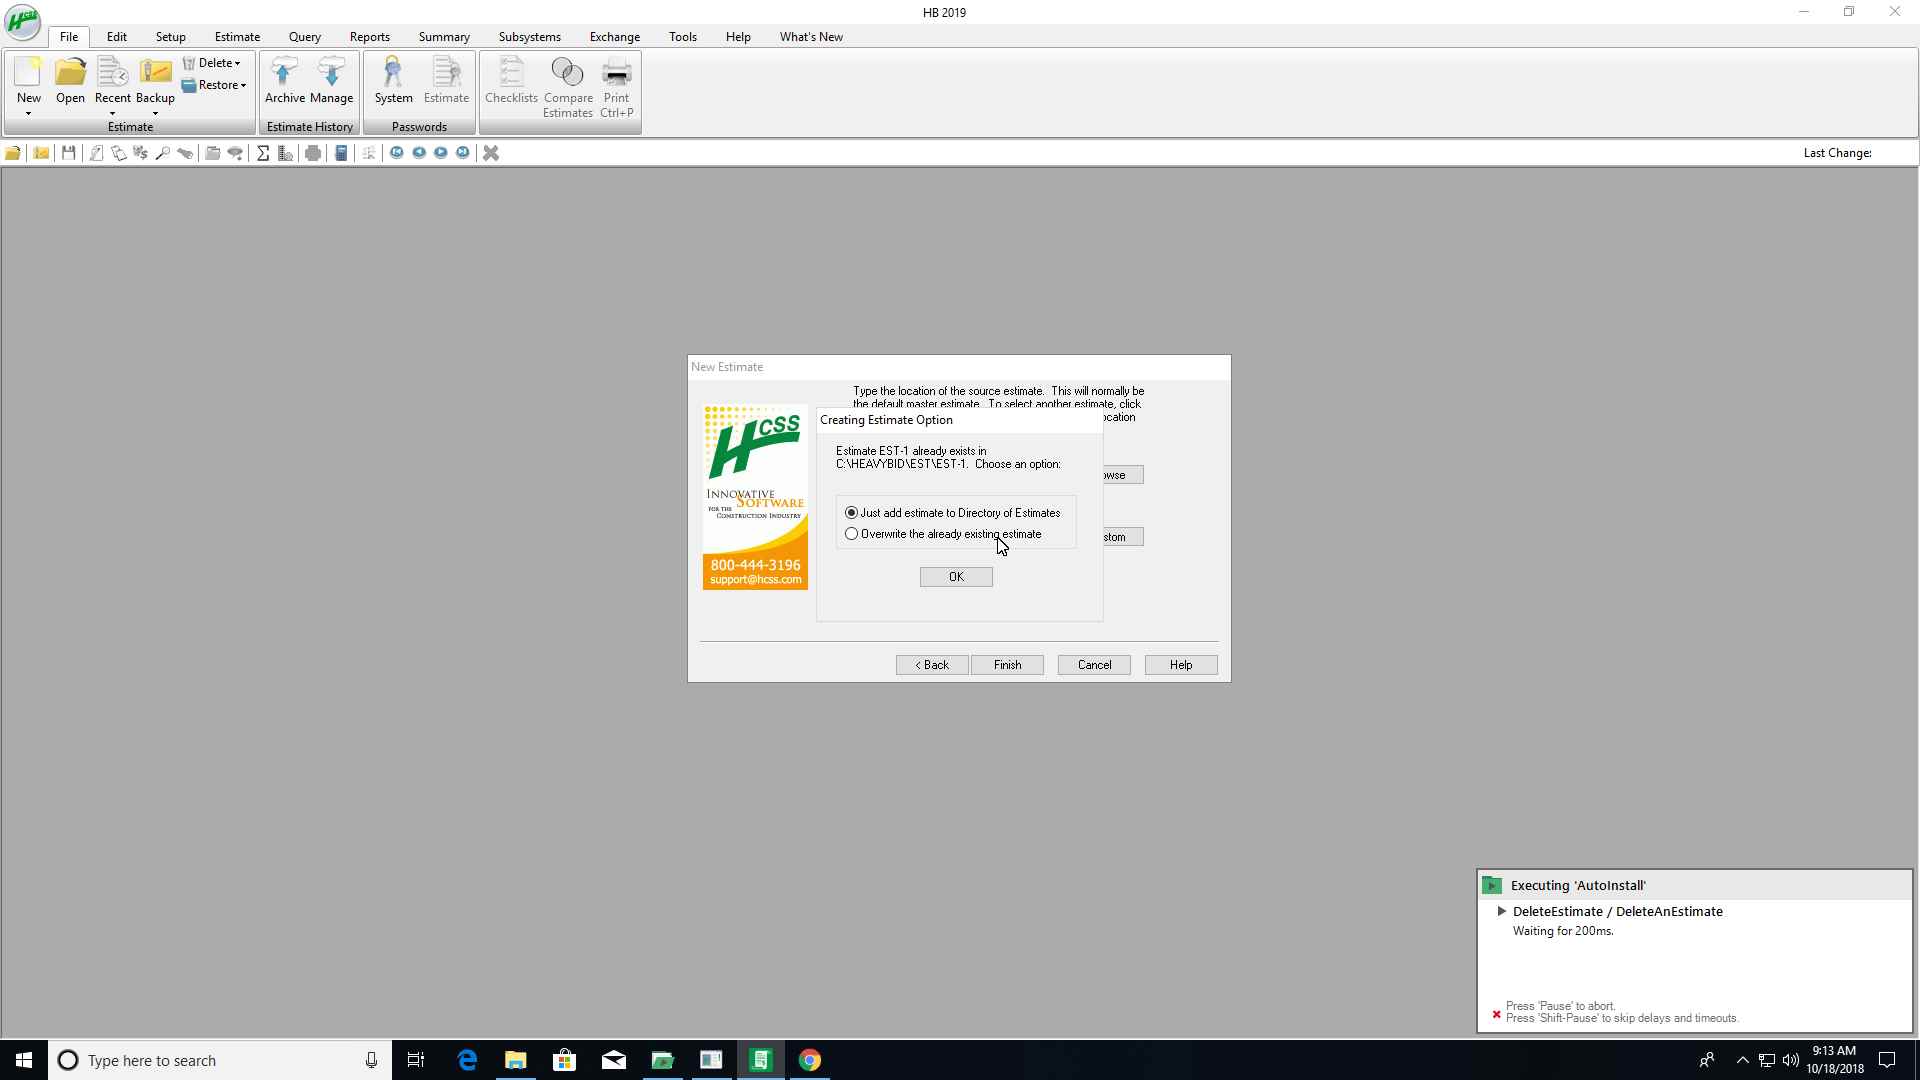 HB 2019
File Edit Setup Estimate Query Reports Summary Subsystems Exchange Tools Help What's New
New Open Recent Backup Delete Restore
Estimate
Archive Manage
Estimate History
System Estimate
Passwords
Checklists Compare Estimates Print Ctrl+P
Last Change:
New Estimate
Type the location of the source estimate. This will normally be
the default master estimate. To select another estimate, click
ocation
Creating Estimate Option
Estimate EST-1 already exists in
C:\HEAVYBID\EST\EST-1. Choose an option:
Just add estimate to Directory of Estimates
Overwrite the already existing estimate
OK
owse
stom
HCSS
INNOVATIVE
SOFTWARE
FOR THE
CONSTRUCTION INDUSTRY
800-444-3196
support@hcss.com
< Back Finish Cancel Help
Executing 'AutoInstall'
DeleteEstimate / DeleteAnEstimate
Waiting for 200ms.
Press 'Pause' to abort.
Press 'Shift-Pause' to skip delays and timeouts.
Type here to search
9:13 AM
10/18/2018